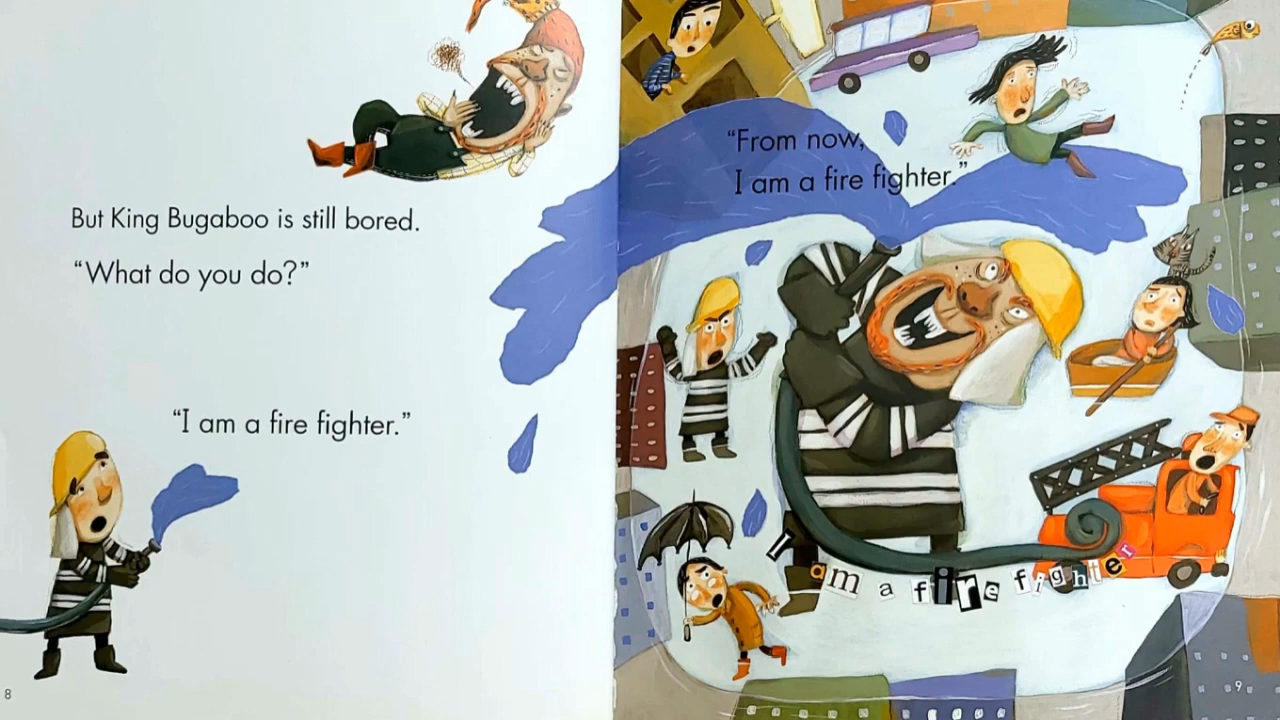 But King Bugaboo is still bored.
“What do you do?”
“I am a fire fighter.”
8
“From now,
I am a fire fighter.”
I am a fire fighter
9